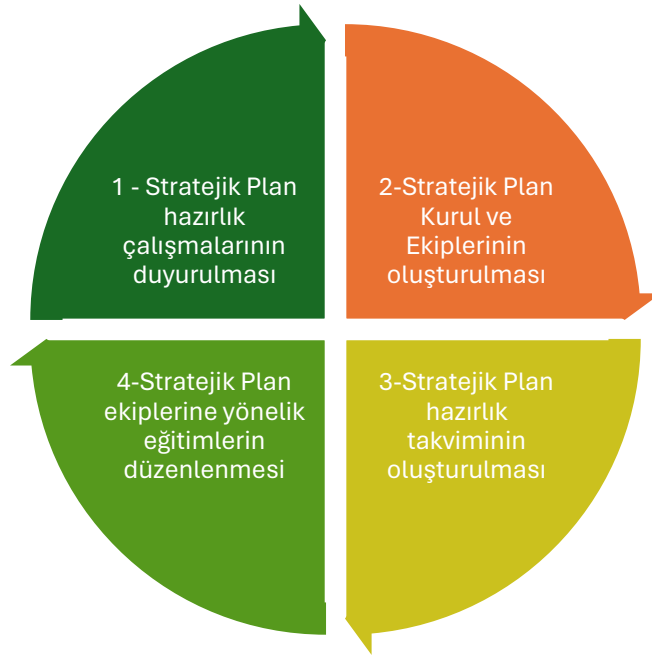 1 - Stratejik Plan
hazırlık
çalışmalarının
duyurulması
2-Stratejik Plan
Kurul ve
Ekiplerinin
oluşturulması
3-Stratejik Plan
hazırlık
takviminin
oluşturulması
4-Stratejik Plan
ekiplerine yönelik
eğitimlerin
düzenlenmesi